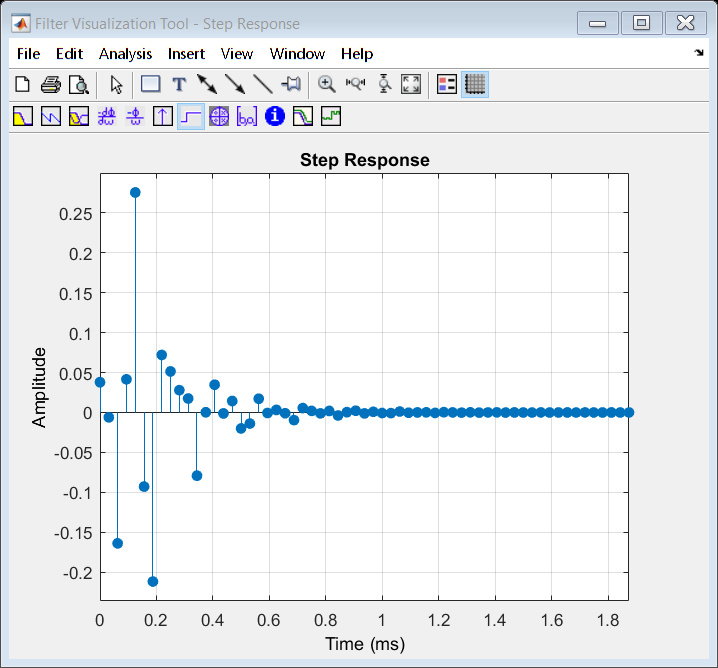 Filter Visualization Tool - Step Response
File Edit Analysis Insert View Window Help
T
[b,a] i
Step Response
0.25
0.2
0.15
0.1
0.05
0
-0.05
-0.1
-0.15
-0.2
Amplitude
0 0.2 0.4 0.6 0.8 1 1.2 1.4 1.6 1.8
Time (ms)